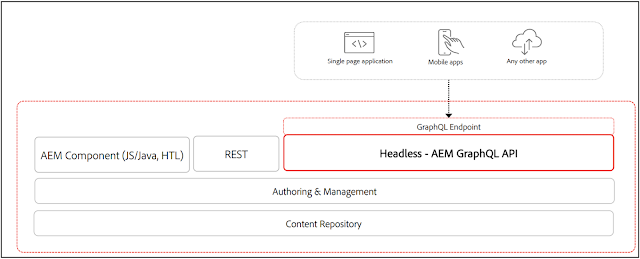 Single page application
Mobile apps
Any other app
GraphQL Endpoint
AEM Component (JS/Java, HTL)
REST
Headless - AEM GraphQL API
Authoring & Management
Content Repository